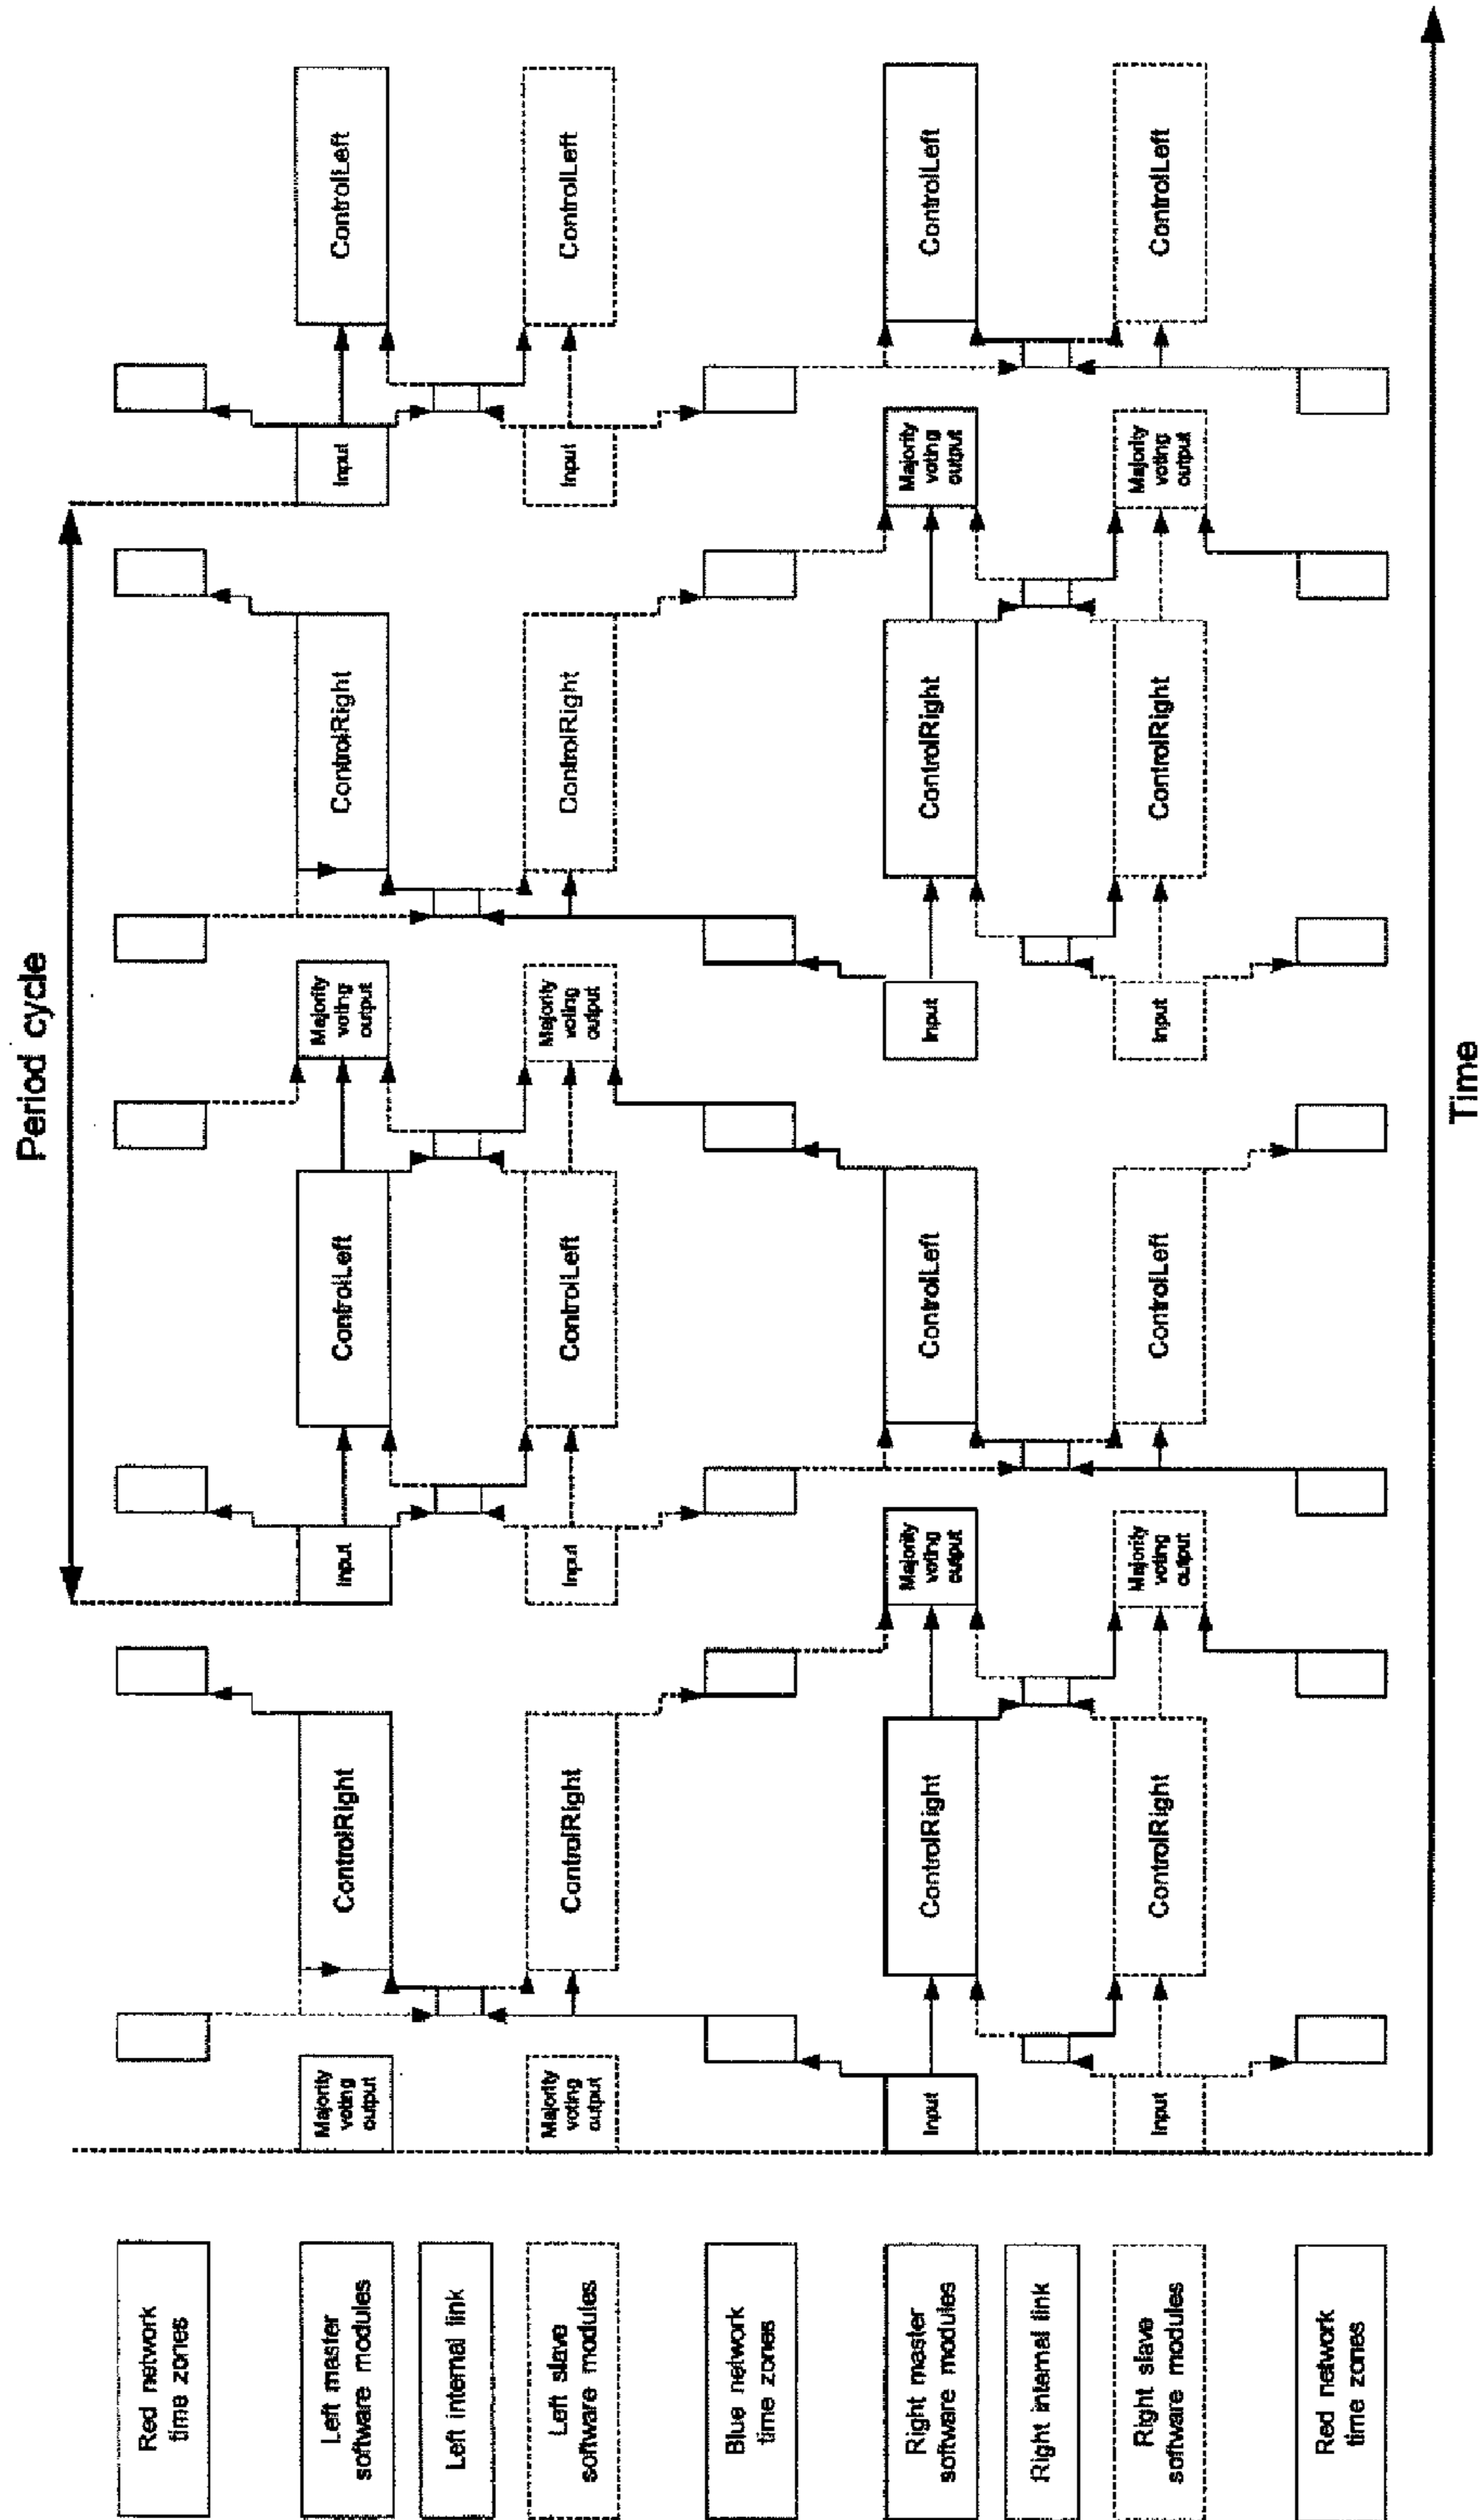 Period cycle
Red network
time zones
Left master
software modules
Majority
voting
output
ControlRight
Input
ControlLeft
Majority
voting
output
ControlRight
Input
ControlLeft
Left internal link
Left slave
software modules
Majority
voting
output
ControlRight
Input
ControlLeft
Majority
voting
output
ControlRight
Input
ControlLeft
Blue network
time zones
Right master
software modules
Input
ControlRight
Majority
voting
output
ControlLeft
Input
ControlRight
Majority
voting
output
ControlLeft
Right internal link
Right slave
software modules
Input
ControlRight
Majority
voting
output
ControlLeft
Input
ControlRight
Majority
voting
output
ControlLeft
Red network
time zones
Time